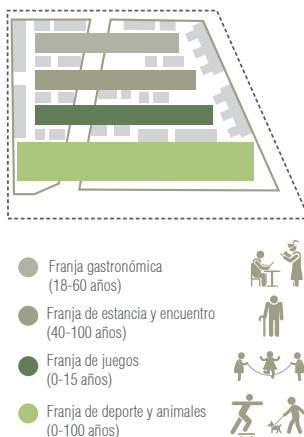 Franja gastronómica
(18-60 años)
Franja de estancia y encuentro
(40-100 años)
Franja de juegos
(0-15 años)
Franja de deporte y animales
(0-100 años)